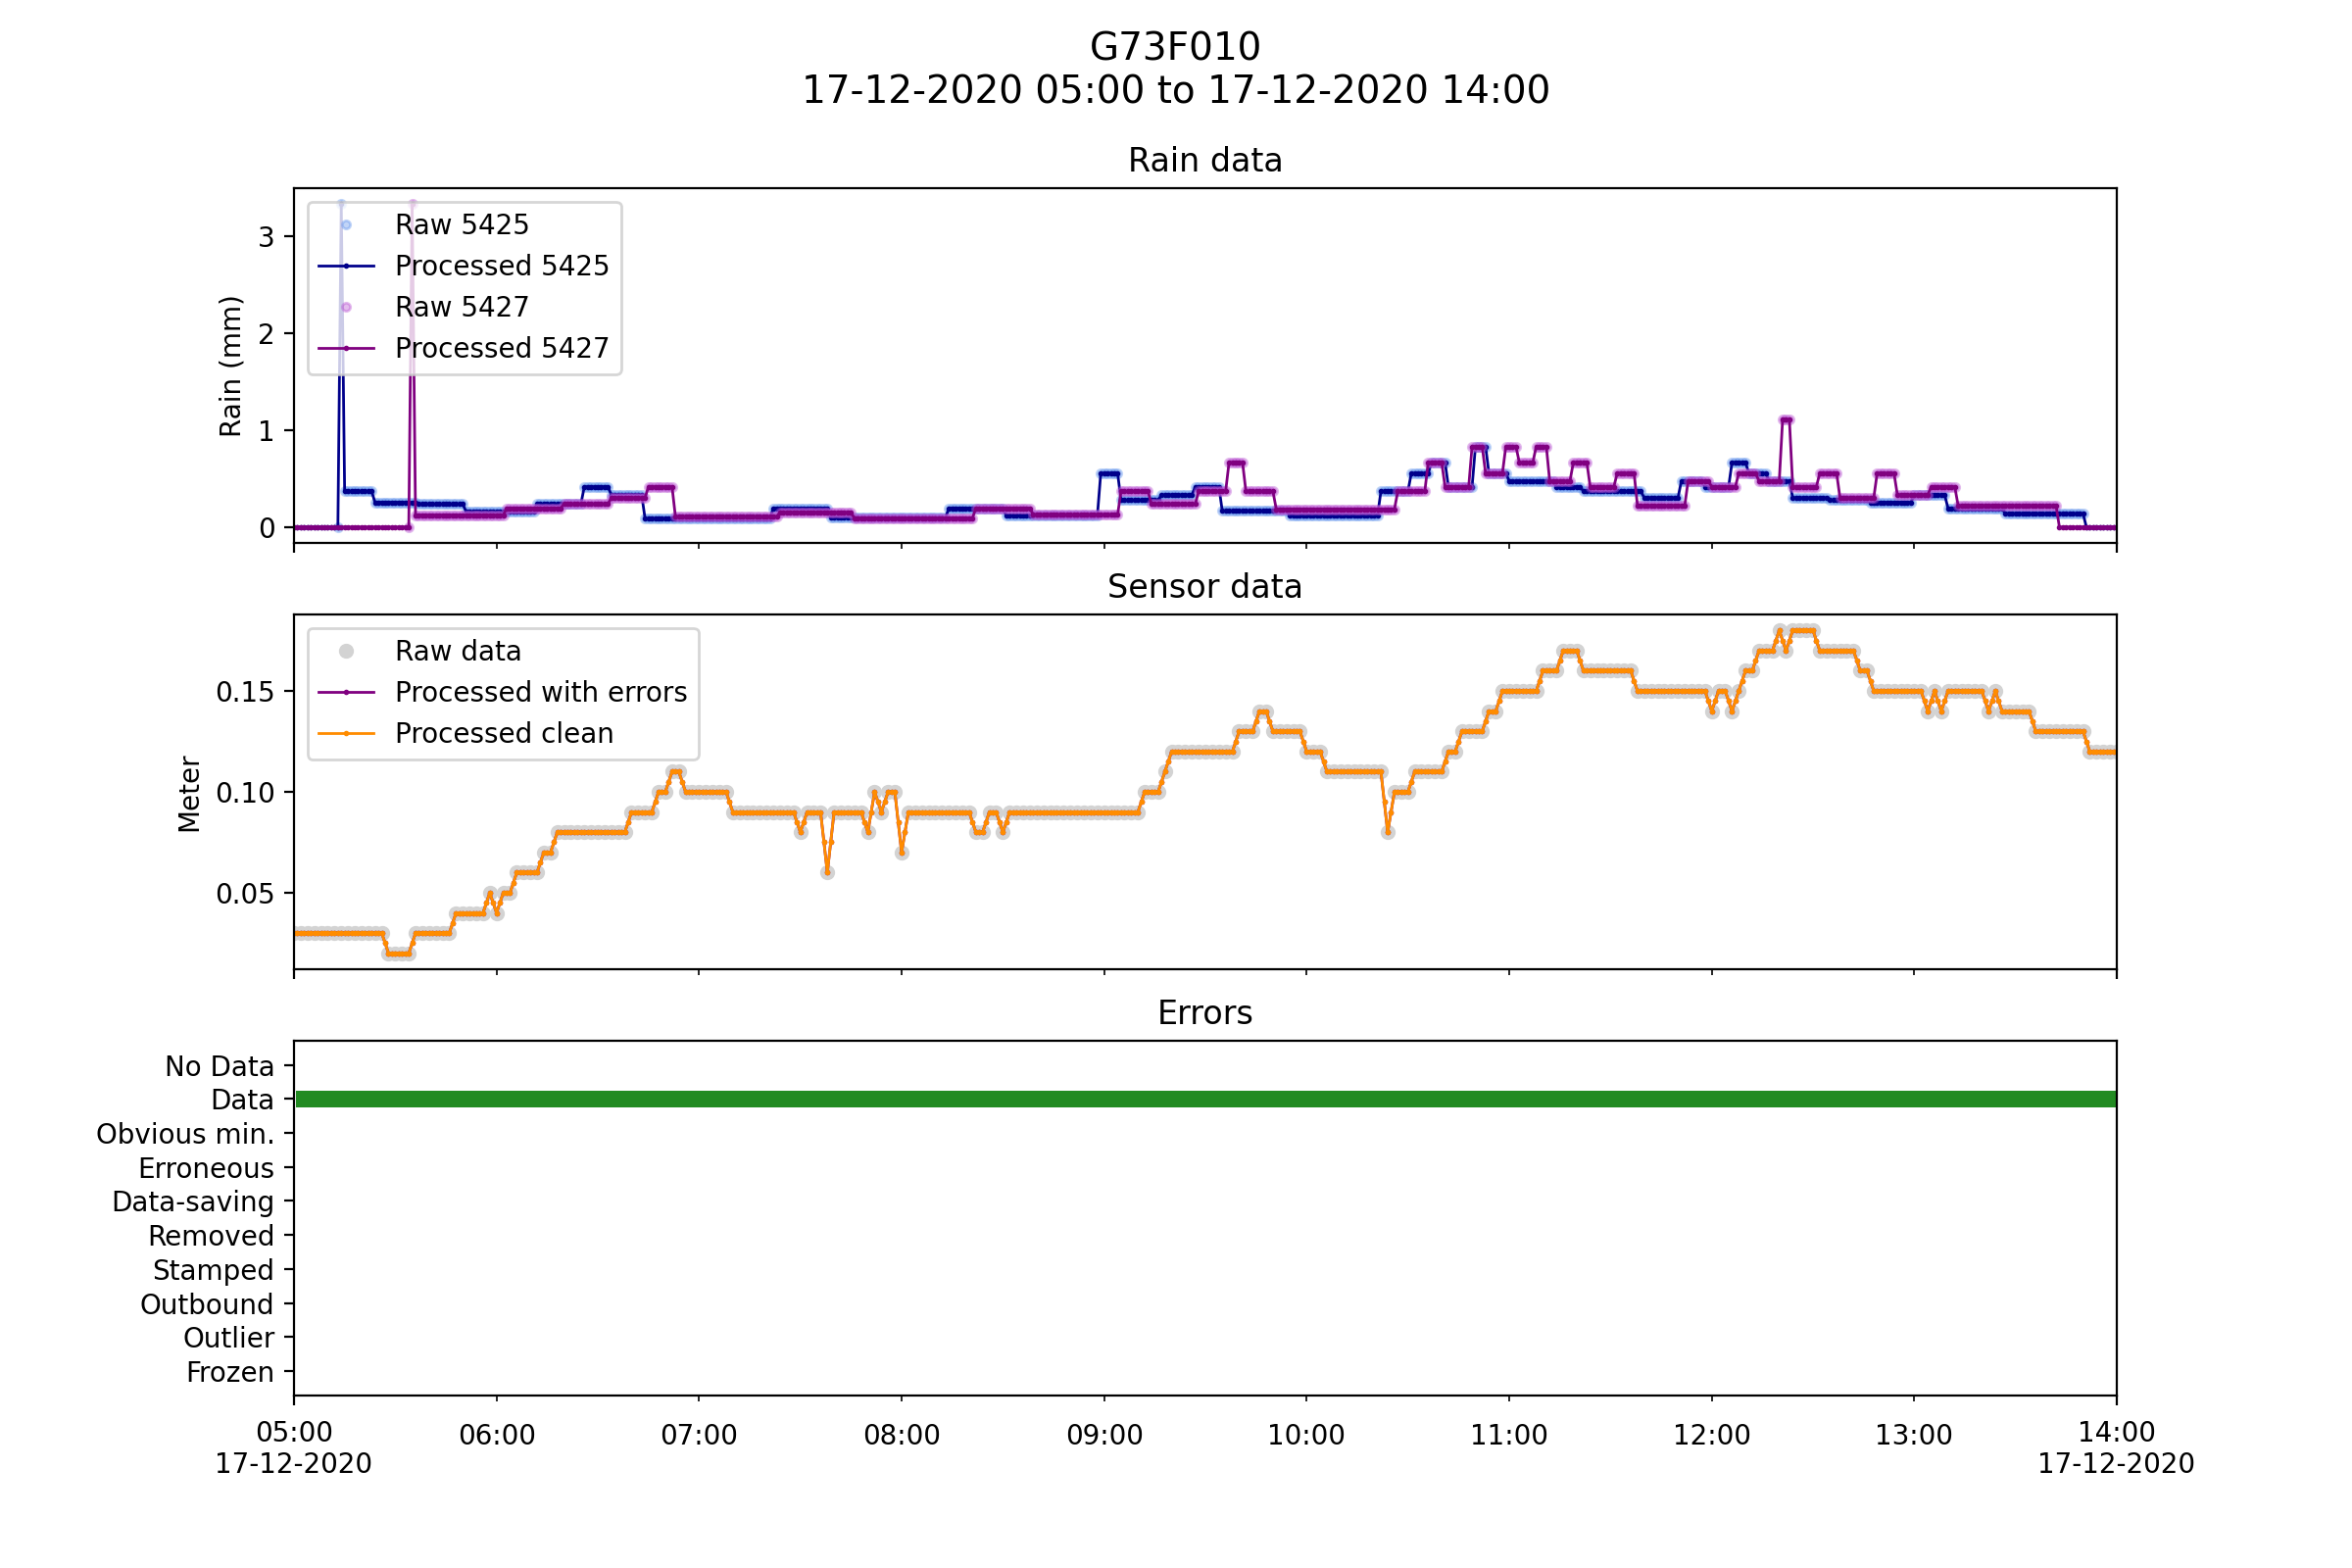 G73F010
17-12-2020 05:00 to 17-12-2020 14:00
Rain data
Rain (mm)
3
2
1
0
Raw 5425
Processed 5425
Raw 5427
Processed 5427
Sensor data
Meter
0.15
0.10
0.05
Raw data
Processed with errors
Processed clean
Errors
No Data
Data
Obvious min.
Erroneous
Data-saving
Removed
Stamped
Outbound
Outlier
Frozen
05:00 06:00 07:00 08:00 09:00 10:00 11:00 12:00 13:00 14:00
17-12-2020 17-12-2020